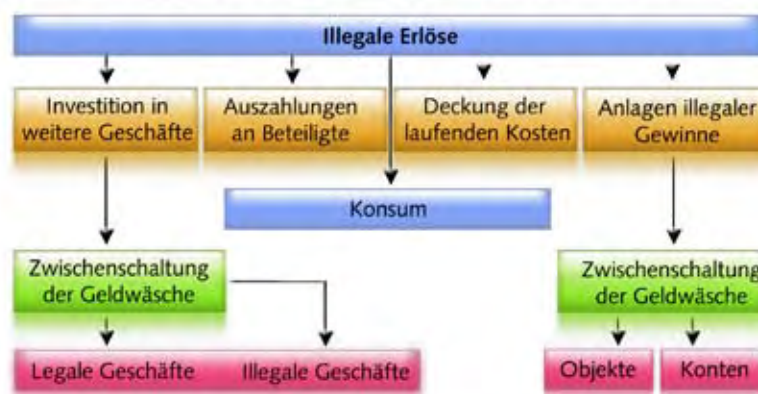 Illegale Erlöse
Investition in
weitere Geschäfte
Auszahlungen
an Beteiligte
Deckung der
laufenden Kosten
Anlagen illegaler
Gewinne
Konsum
Zwischenschaltung
der Geldwäsche
Zwischenschaltung
der Geldwäsche
Legale Geschäfte
Illegale Geschäfte
Objekte
Konten